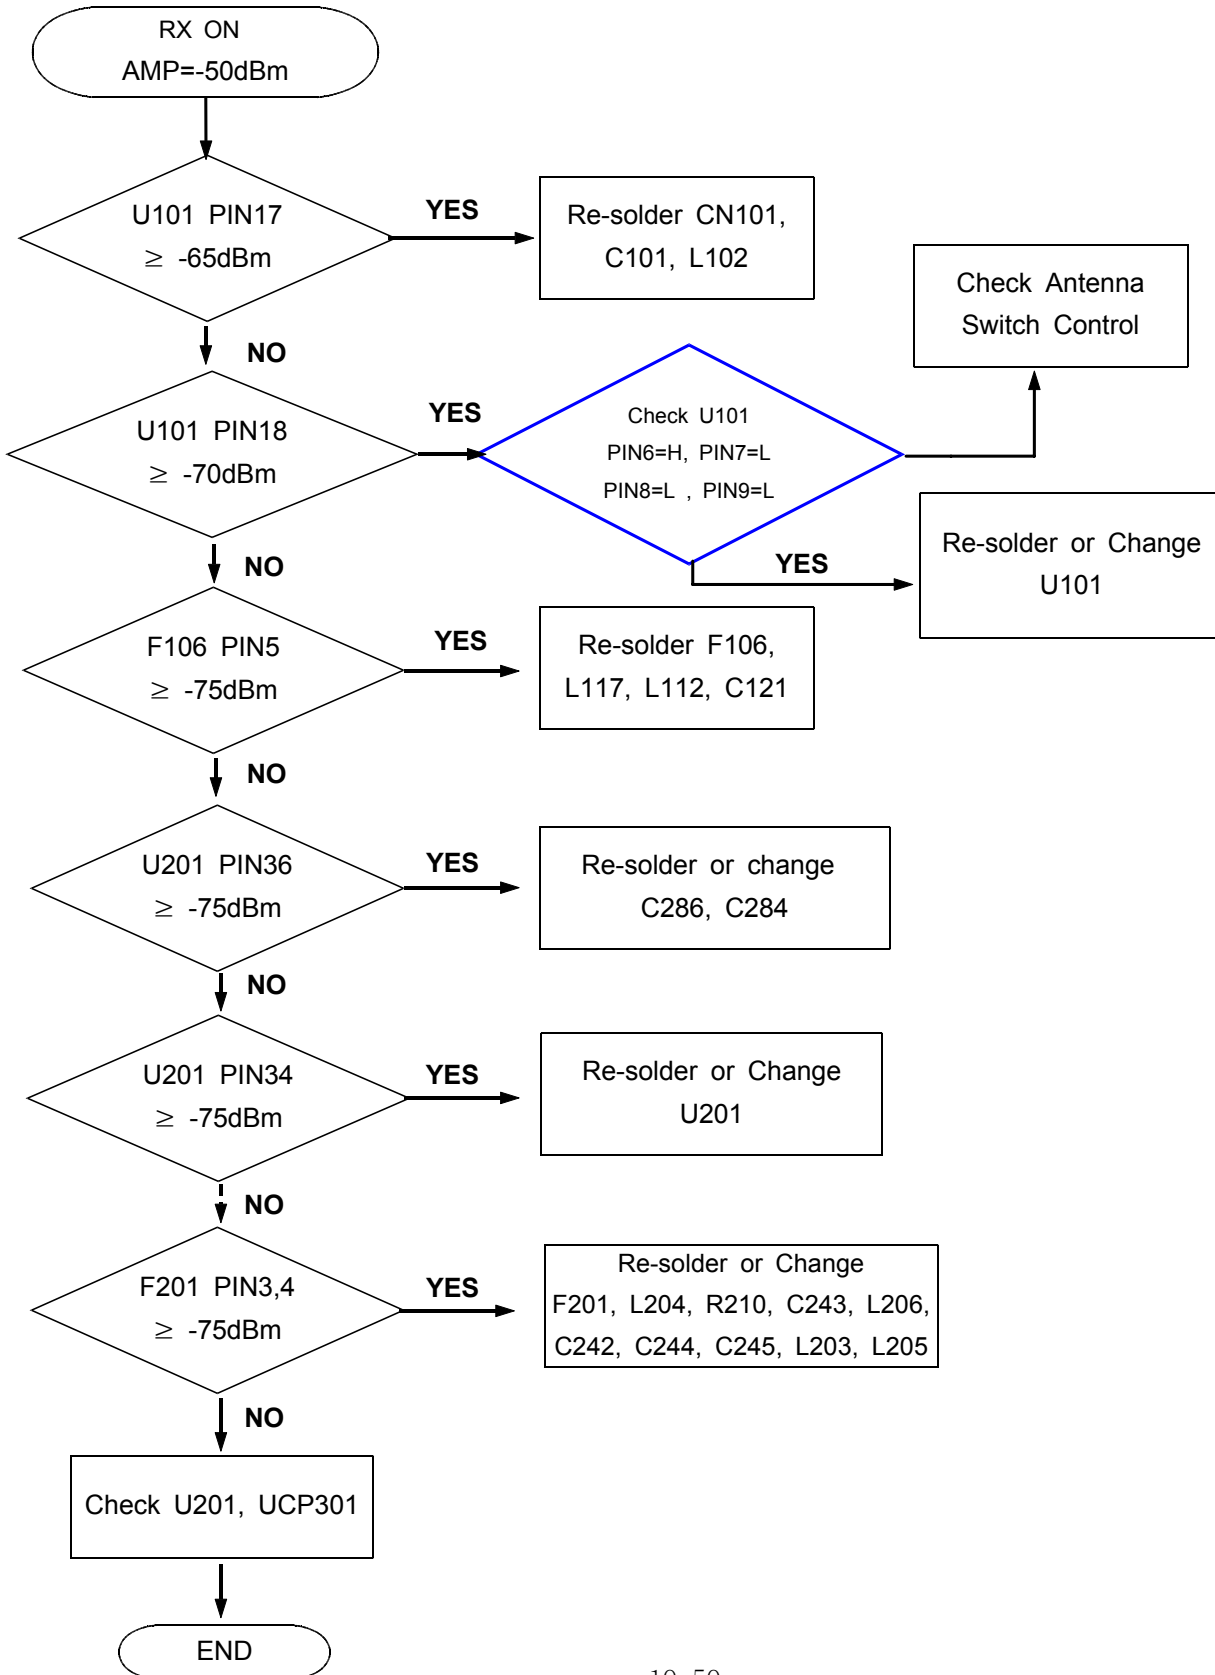 RX ON
AMP=-50dBm
U101 PIN17
≥ -65dBm
YES
Re-solder CN101,
C101, L102
NO
Check Antenna
Switch Control
U101 PIN18
≥ -70dBm
YES
Check U101
PIN6=H, PIN7=L
PIN8=L , PIN9=L
YES
Re-solder or Change
U101
NO
F106 PIN5
≥ -75dBm
YES
Re-solder F106,
L117, L112, C121
NO
U201 PIN36
≥ -75dBm
YES
Re-solder or change
C286, C284
NO
U201 PIN34
≥ -75dBm
YES
Re-solder or Change
U201
NO
F201 PIN3,4
≥ -75dBm
YES
Re-solder or Change
F201, L204, R210, C243, L206,
C242, C244, C245, L203, L205
NO
Check U201, UCP301
END